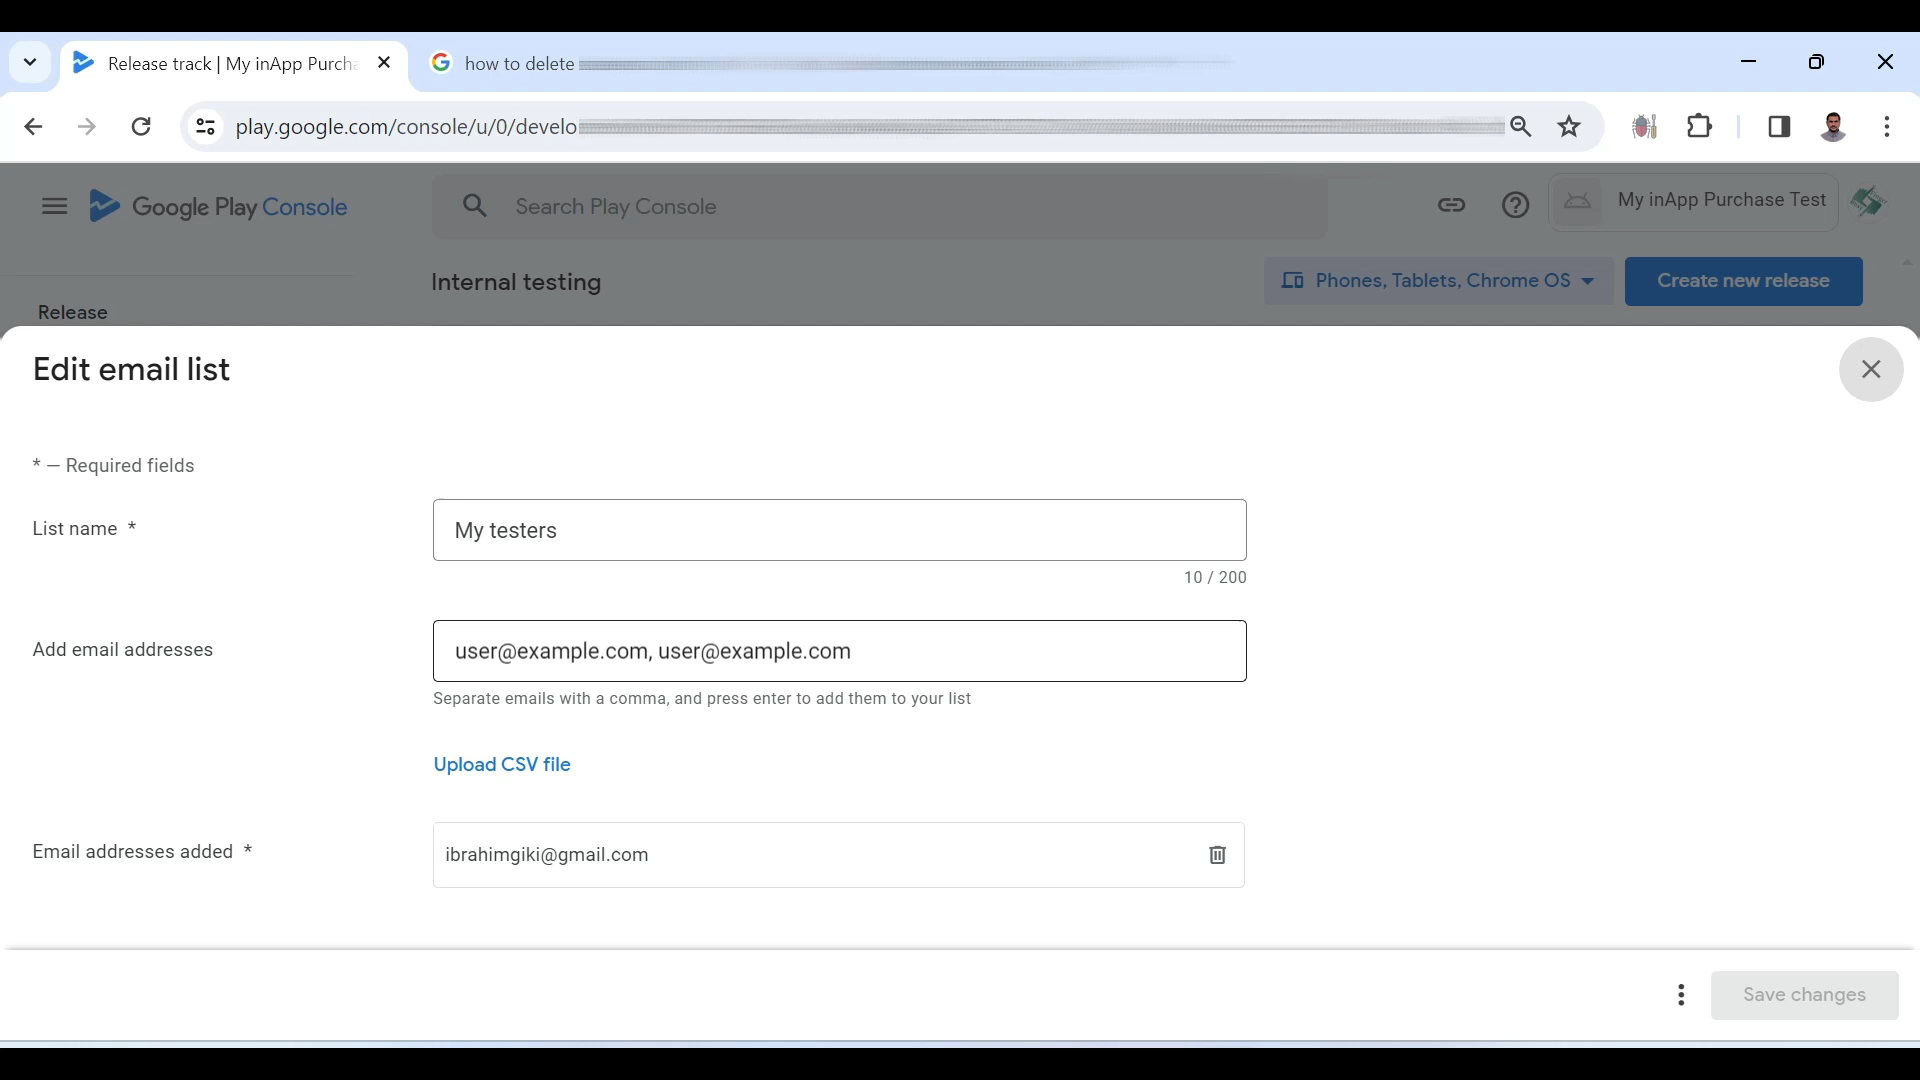 Release track | My inApp Purcha
how to delete
play.google.com/console/u/0/develo
Google Play Console
Search Play Console
My inApp Purchase Test
Internal testing
Phones, Tablets, Chrome OS
Create new release
Release
Edit email list
* — Required fields
List name *
My testers
10 / 200
Add email addresses
user@example.com, user@example.com
Separate emails with a comma, and press enter to add them to your list
Upload CSV file
Email addresses added *
ibrahimgiki@gmail.com
Save changes